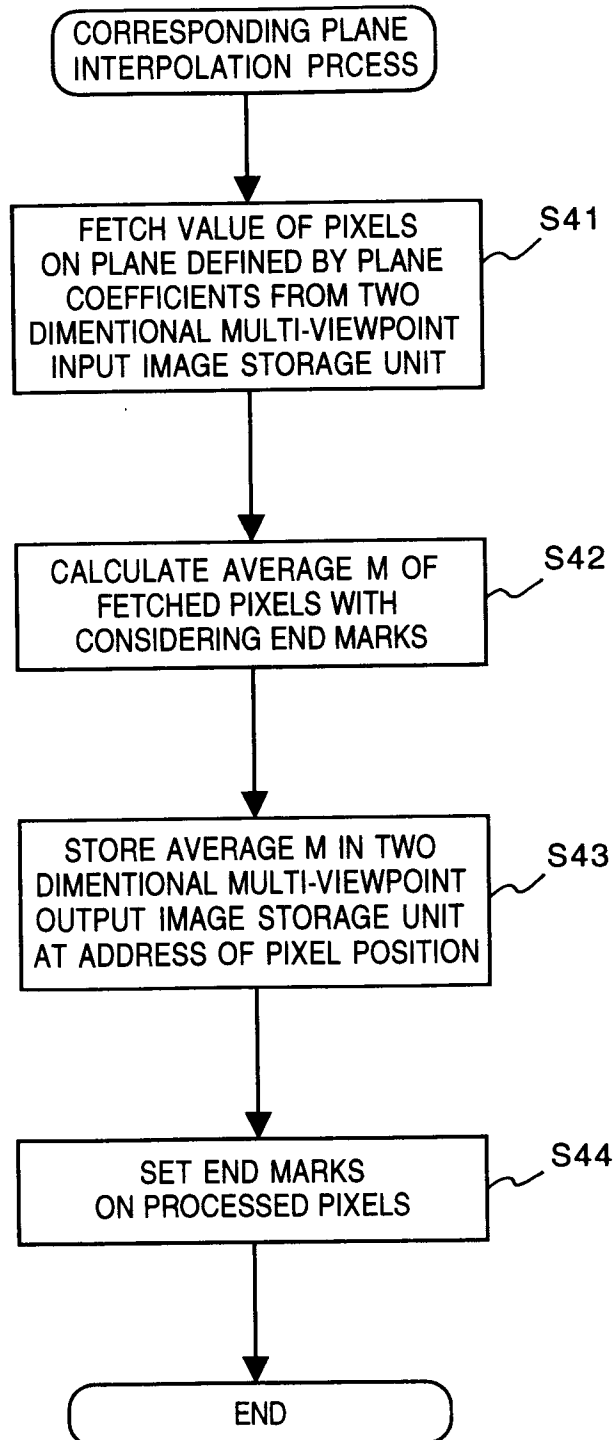 CORRESPONDING PLANE
INTERPOLATION PRCESS
FETCH VALUE OF PIXELS
ON PLANE DEFINED BY PLANE
COEFFICIENTS FROM TWO
DIMENTIONAL MULTI-VIEWPOINT
INPUT IMAGE STORAGE UNIT
S41
CALCULATE AVERAGE M OF
FETCHED PIXELS WITH
CONSIDERING END MARKS
S42
STORE AVERAGE M IN TWO
DIMENTIONAL MULTI-VIEWPOINT
OUTPUT IMAGE STORAGE UNIT
AT ADDRESS OF PIXEL POSITION
S43
SET END MARKS
ON PROCESSED PIXELS
S44
END